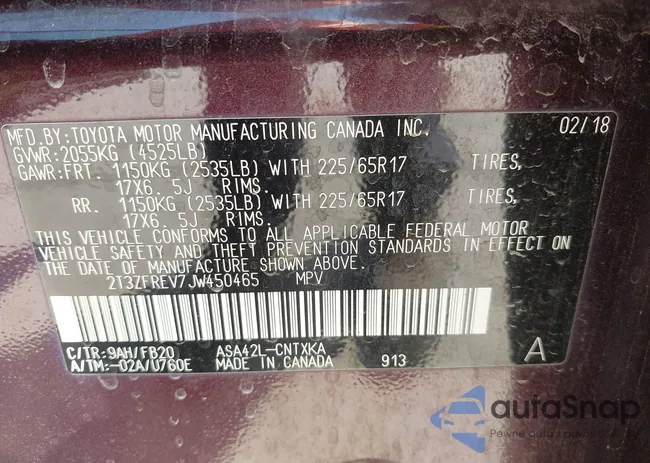 MFD. BY: TOYOTA MOTOR MANUFACTURING CANADA INC. 02/18
GVWR: 2055KG (4525LB)
GAWR: FRT. 1150KG (2535LB) WITH 225/65R17 TIRES,
17X6. 5J RIMS.
RR. 1150KG (2535LB) WITH 225/65R17 TIRES,
17X6. 5J RIMS.
THIS VEHICLE CONFORMS TO ALL APPLICABLE FEDERAL MOTOR
VEHICLE SAFETY AND THEFT PREVENTION STANDARDS IN EFFECT ON
THE DATE OF MANUFACTURE SHOWN ABOVE.
2T3ZFREV7JW450465 MPV
C/TR: 9AH/FB20 ASA42L-CNTXKA
A/TM: -02A/U760E MADE IN CANADA 913 A
autoSnap
Pewne auto z aukcji